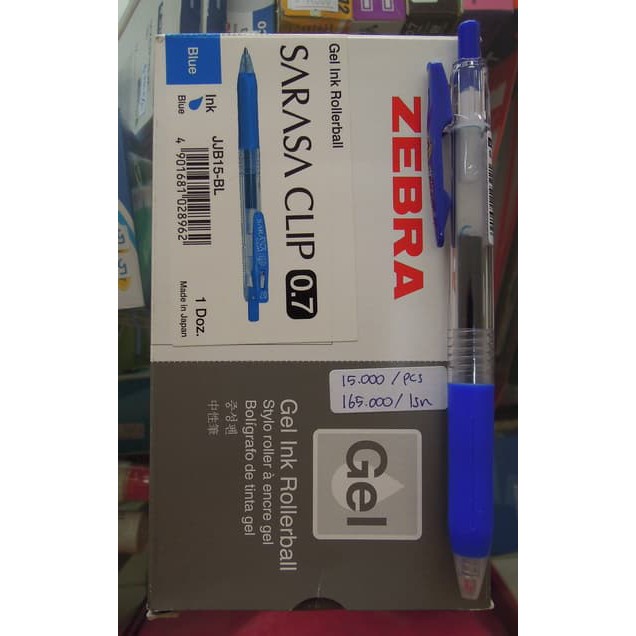 ZEBRA
Gel Ink Rollerball
SARASA CLIP 0.7
SARASA CLIP
Blue
Ink
Blue
JJB15-BL
4 901681 028962
1 Doz.
Made in Japan
15.000 / pcs
165.000 / lsn
Gel
Gel Ink Rollerball
Stylo roller à encre gel
Bolígrafo de tinta gel
중성펜
中性筆